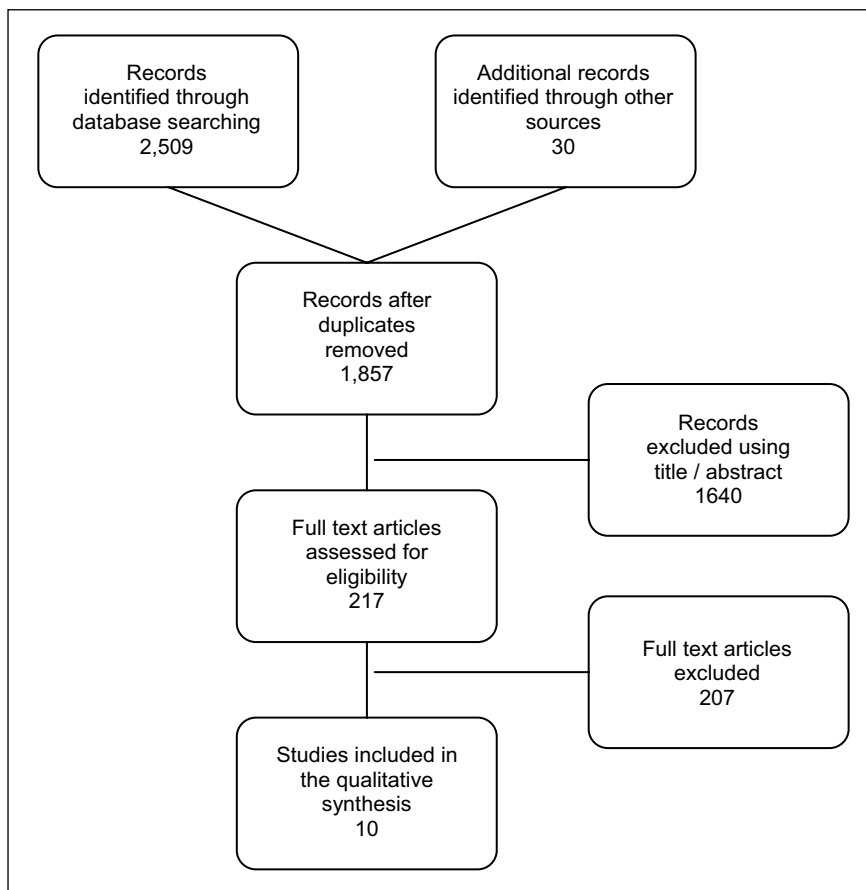 Records
identified through
database searching
2,509
Additional records
identified through other
sources
30
Records after
duplicates
removed
1,857
Records
excluded using
title / abstract
1640
Full text articles
assessed for
eligibility
217
Full text articles
excluded
207
Studies included in
the qualitative
synthesis
10